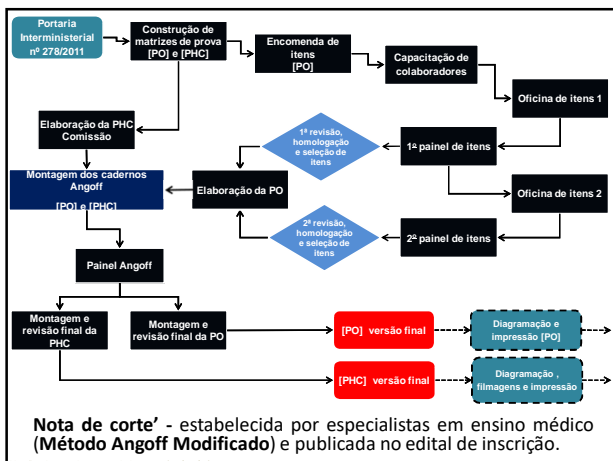 Portaria
Interministerial
nº 278/2011
Construção de
matrizes de prova
[PO] e [PHC]
Encomenda de
itens
[PO]
Capacitação de
colaboradores
Oficina de itens 1
Elaboração da PHC
Comissão
1ª revisão,
homologação
e seleção de
itens
1º painel de itens
Montagem dos cadernos
Angoff
[PO] e [PHC]
Elaboração da PO
Oficina de itens 2
2ª revisão,
homologação
e seleção de
itens
2º painel de itens
Painel Angoff
Montagem e
revisão final da
PHC
Montagem e
revisão final da PO
[PO] versão final
Diagramação e
impressão [PO]
[PHC] versão final
Diagramação ,
filmagens e impressão
Nota de corte’ - estabelecida por especialistas em ensino médico
(Método Angoff Modificado) e publicada no edital de inscrição.